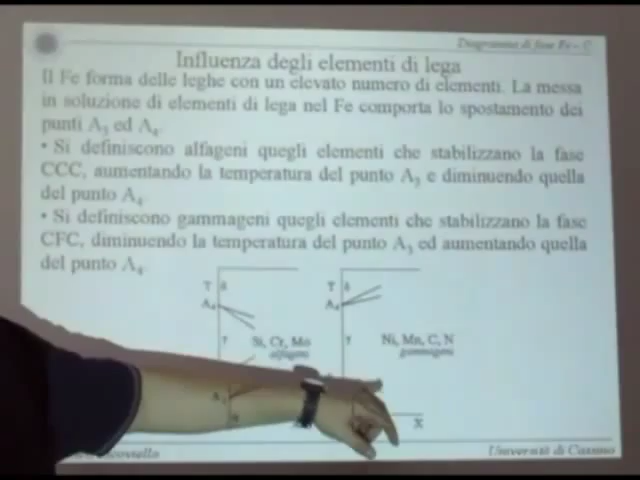 Diagramma di fase Fe - C
Influenza degli elementi di lega
Il Fe forma delle leghe con un elevato numero di elementi. La messa
in soluzione di elementi di lega nel Fe comporta lo spostamento dei
punti A3 ed A4.
• Si definiscono alfageni quegli elementi che stabilizzano la fase
CCC, aumentando la temperatura del punto A3 e diminuendo quella
del punto A4.
• Si definiscono gammageni quegli elementi che stabilizzano la fase
CFC, diminuendo la temperatura del punto A3 ed aumentando quella
del punto A4.
T δ T δ
A4 A4
γ Si, Cr, Mo γ Ni, Mn, C, N
alfageni gammageni
A3
α X
Università di Cassino